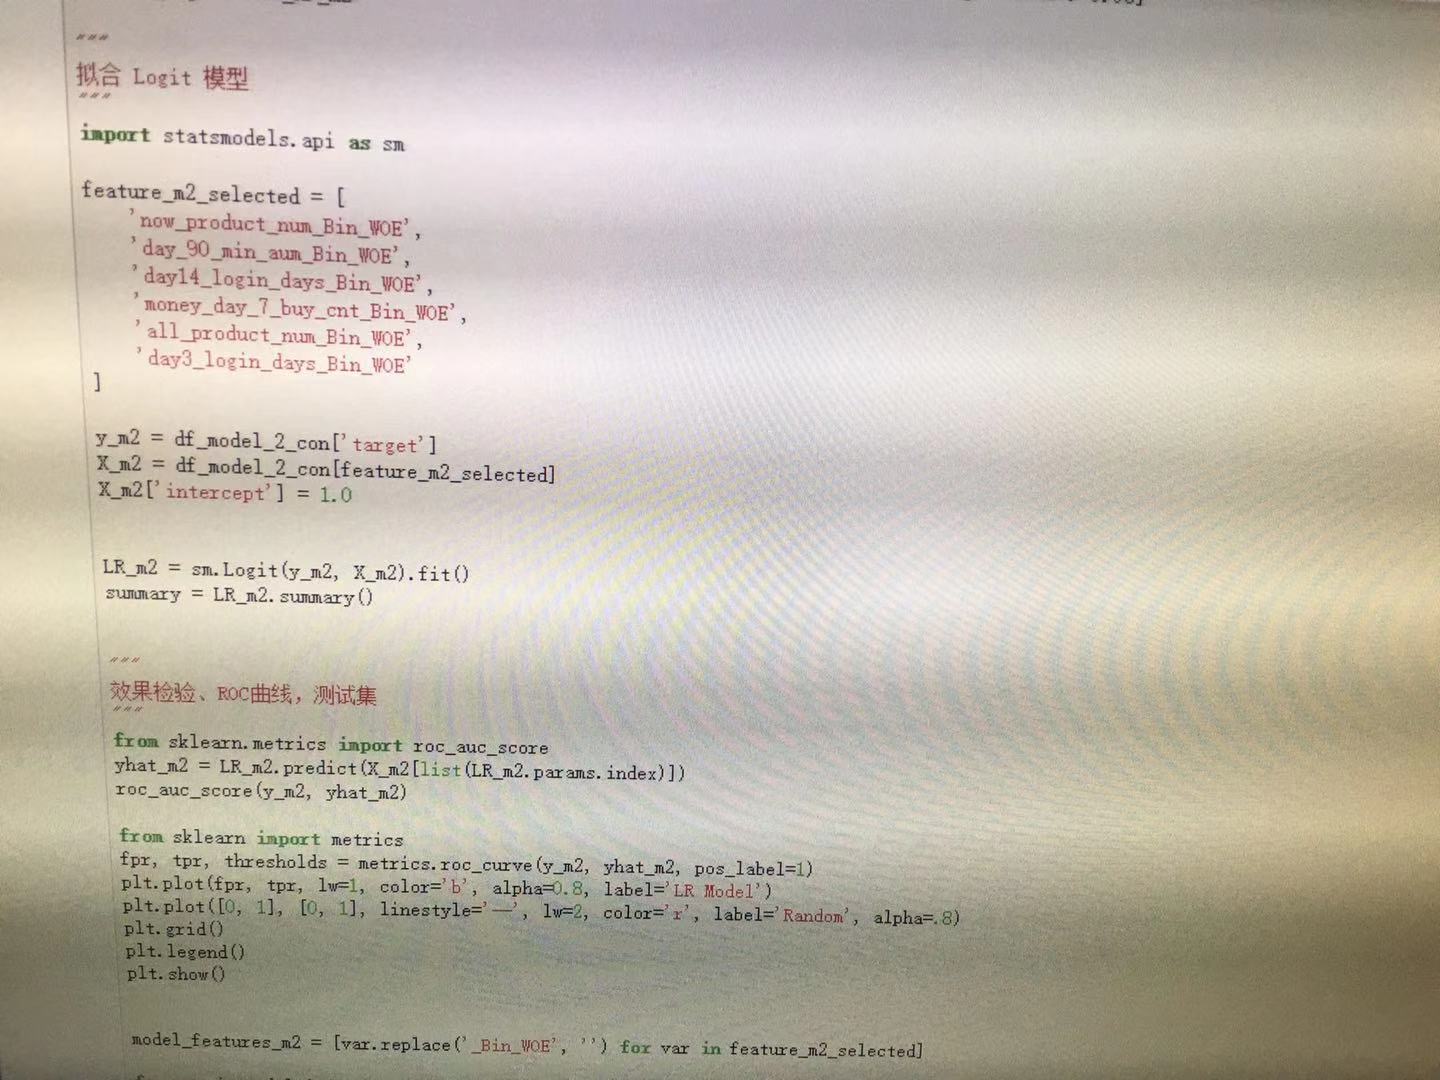 """
拟合 Logit 模型
"""
import statsmodels.api as sm
feature_m2_selected = [
'now_product_num_Bin_WOE',
'day_90_min_aum_Bin_WOE',
'day14_login_days_Bin_WOE',
'money_day_7_buy_cnt_Bin_WOE',
'all_product_num_Bin_WOE',
'day3_login_days_Bin_WOE'
]
y_m2 = df_model_2_con['target']
X_m2 = df_model_2_con[feature_m2_selected]
X_m2['intercept'] = 1.0
LR_m2 = sm.Logit(y_m2, X_m2).fit()
summary = LR_m2.summary()
"""
效果检验、ROC曲线，测试集
"""
from sklearn.metrics import roc_auc_score
yhat_m2 = LR_m2.predict(X_m2[list(LR_m2.params.index)])
roc_auc_score(y_m2, yhat_m2)
from sklearn import metrics
fpr, tpr, thresholds = metrics.roc_curve(y_m2, yhat_m2, pos_label=1)
plt.plot(fpr, tpr, lw=1, color='b', alpha=0.8, label='LR Model')
plt.plot([0, 1], [0, 1], linestyle='--', lw=2, color='r', label='Random', alpha=.8)
plt.grid()
plt.legend()
plt.show()
model_features_m2 = [var.replace('_Bin_WOE', '') for var in feature_m2_selected]